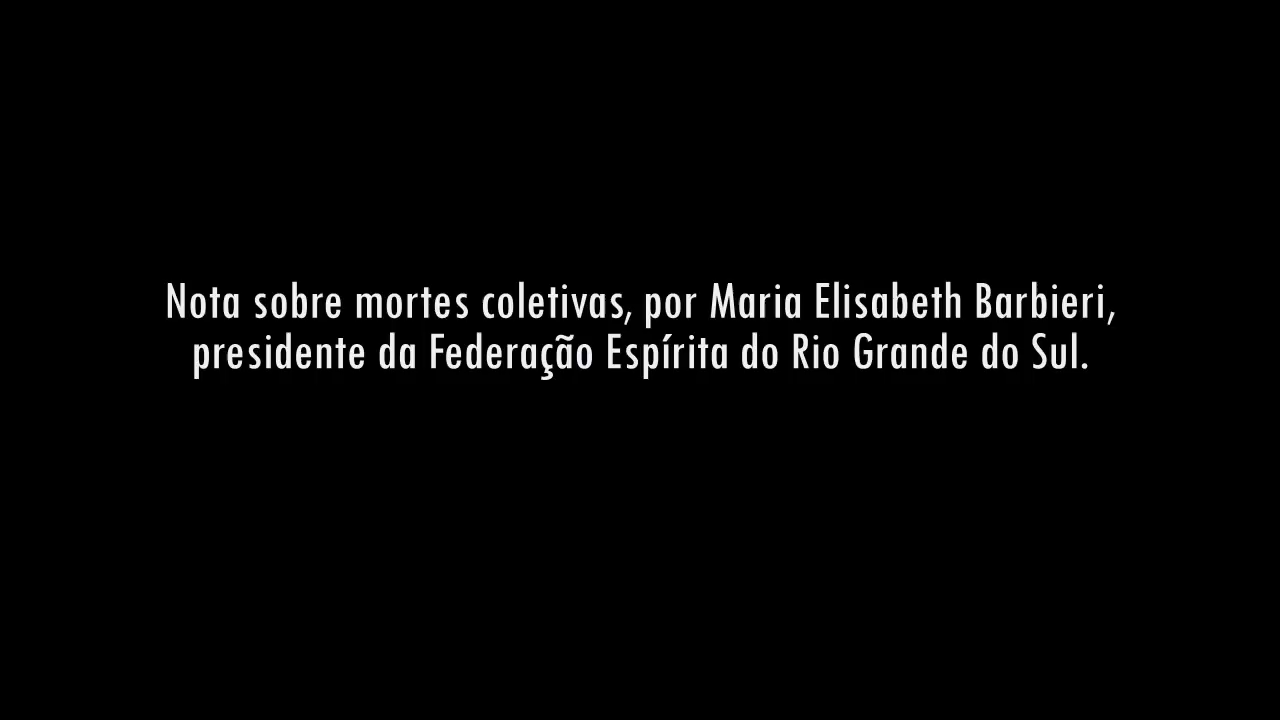 Nota sobre mortes coletivas, por Maria Elisabeth Barbieri,
presidente da Federação Espírita do Rio Grande do Sul.